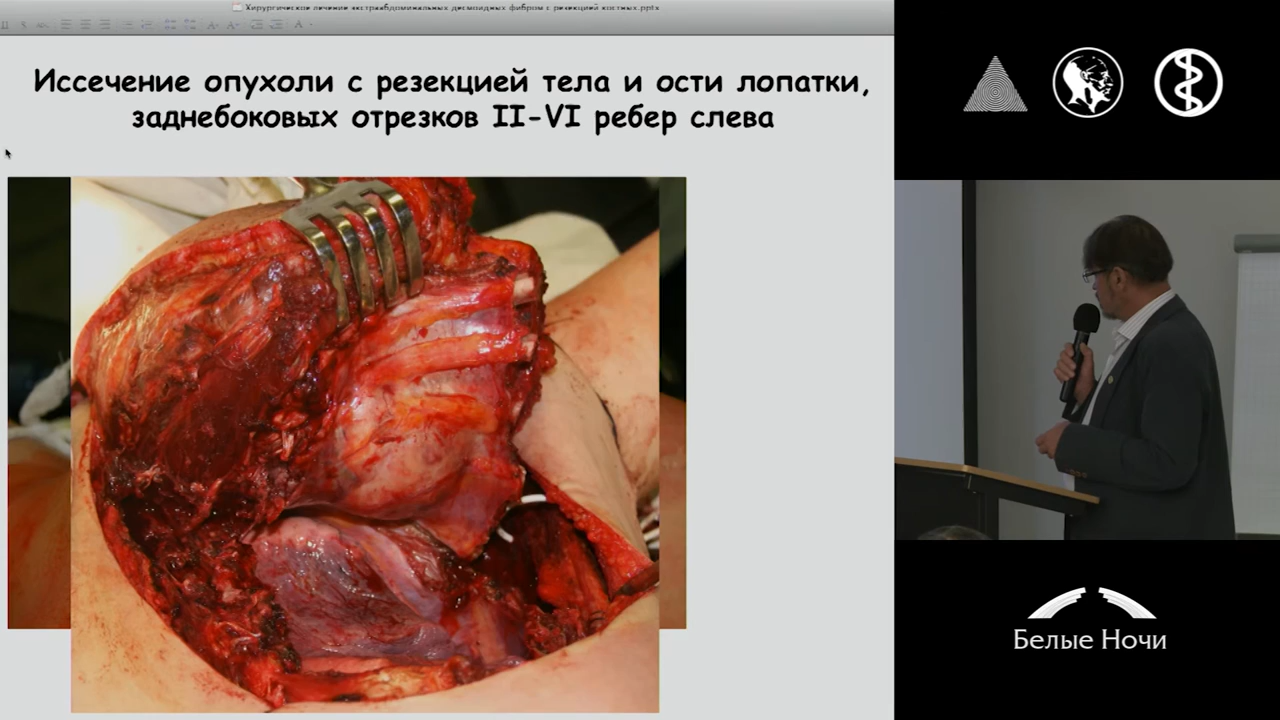 Хирургическое лечение экстраабдоминальных десмоидных фибром с резекцией костных.pptx
Иссечение опухоли с резекцией тела и ости лопатки,
заднебоковых отрезков II-VI ребер слева
Белые Ночи